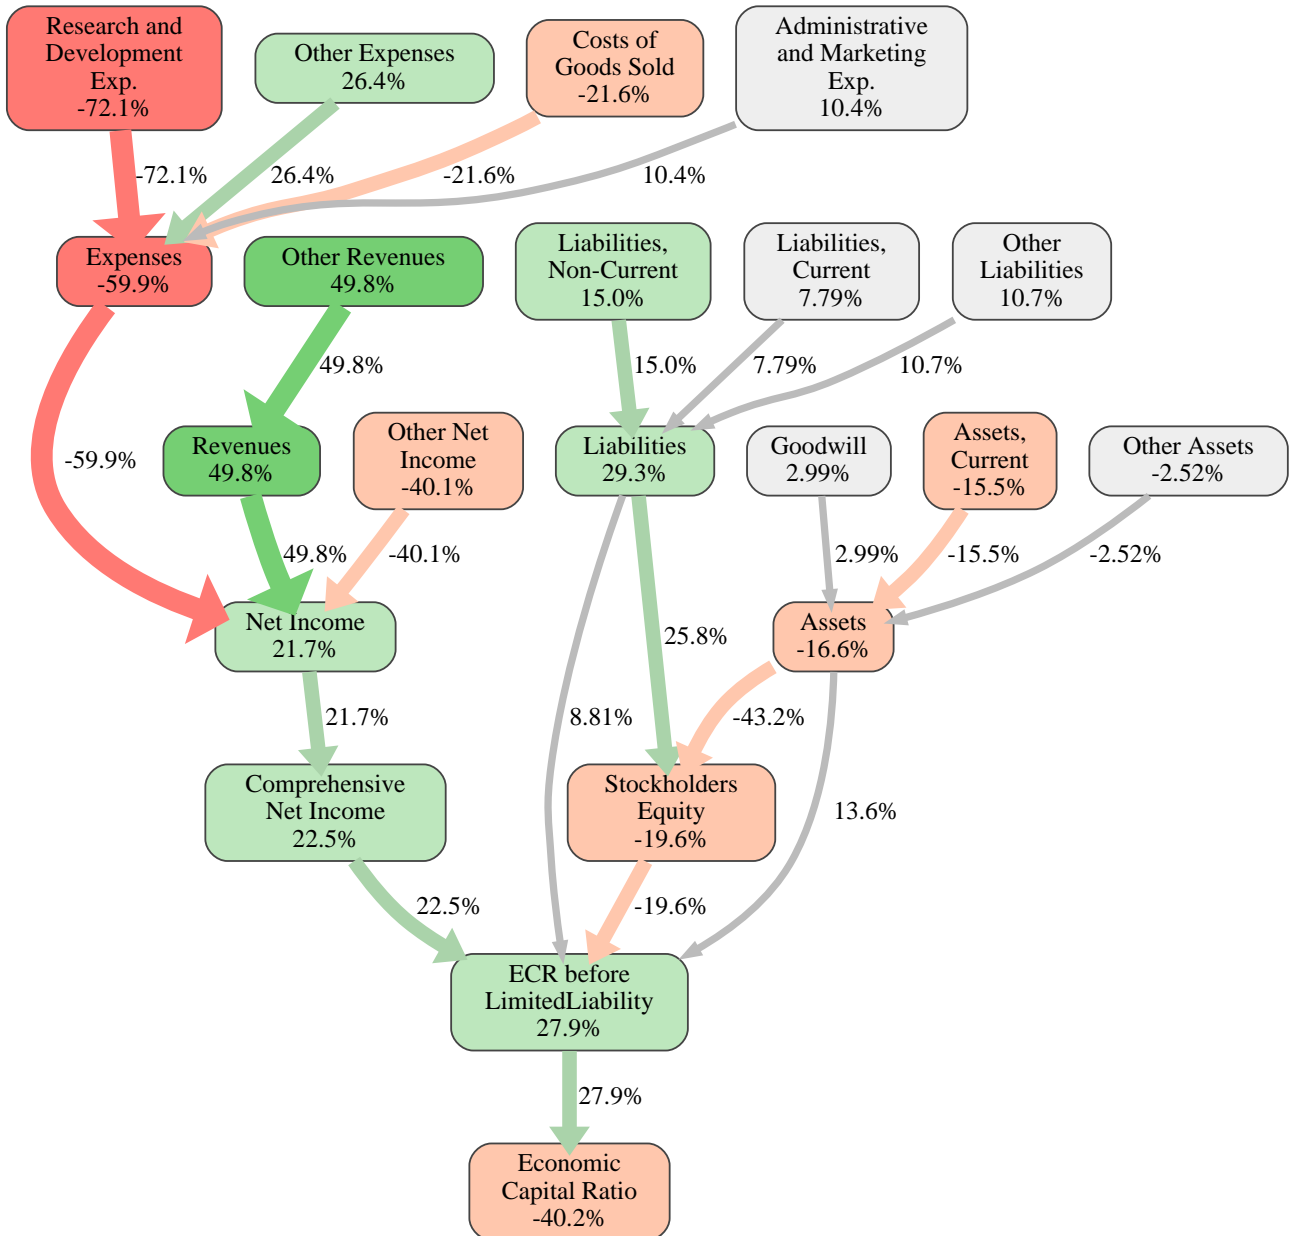 Research and
Development
Exp.
-72.1%
Other Expenses
26.4%
Costs of
Goods Sold
-21.6%
Administrative
and Marketing
Exp.
10.4%
-72.1%
26.4%
-21.6%
10.4%
Expenses
-59.9%
Other Revenues
49.8%
Liabilities,
Non-Current
15.0%
Liabilities,
Current
7.79%
Other
Liabilities
10.7%
49.8%
15.0%
7.79%
10.7%
-59.9%
Revenues
49.8%
Other Net
Income
-40.1%
Liabilities
29.3%
Goodwill
2.99%
Assets,
Current
-15.5%
Other Assets
-2.52%
49.8%
-40.1%
2.99%
-15.5%
-2.52%
Net Income
21.7%
25.8%
Assets
-16.6%
21.7%
8.81%
-43.2%
Comprehensive
Net Income
22.5%
Stockholders
Equity
-19.6%
13.6%
22.5%
-19.6%
ECR before
LimitedLiability
27.9%
27.9%
Economic
Capital Ratio
-40.2%